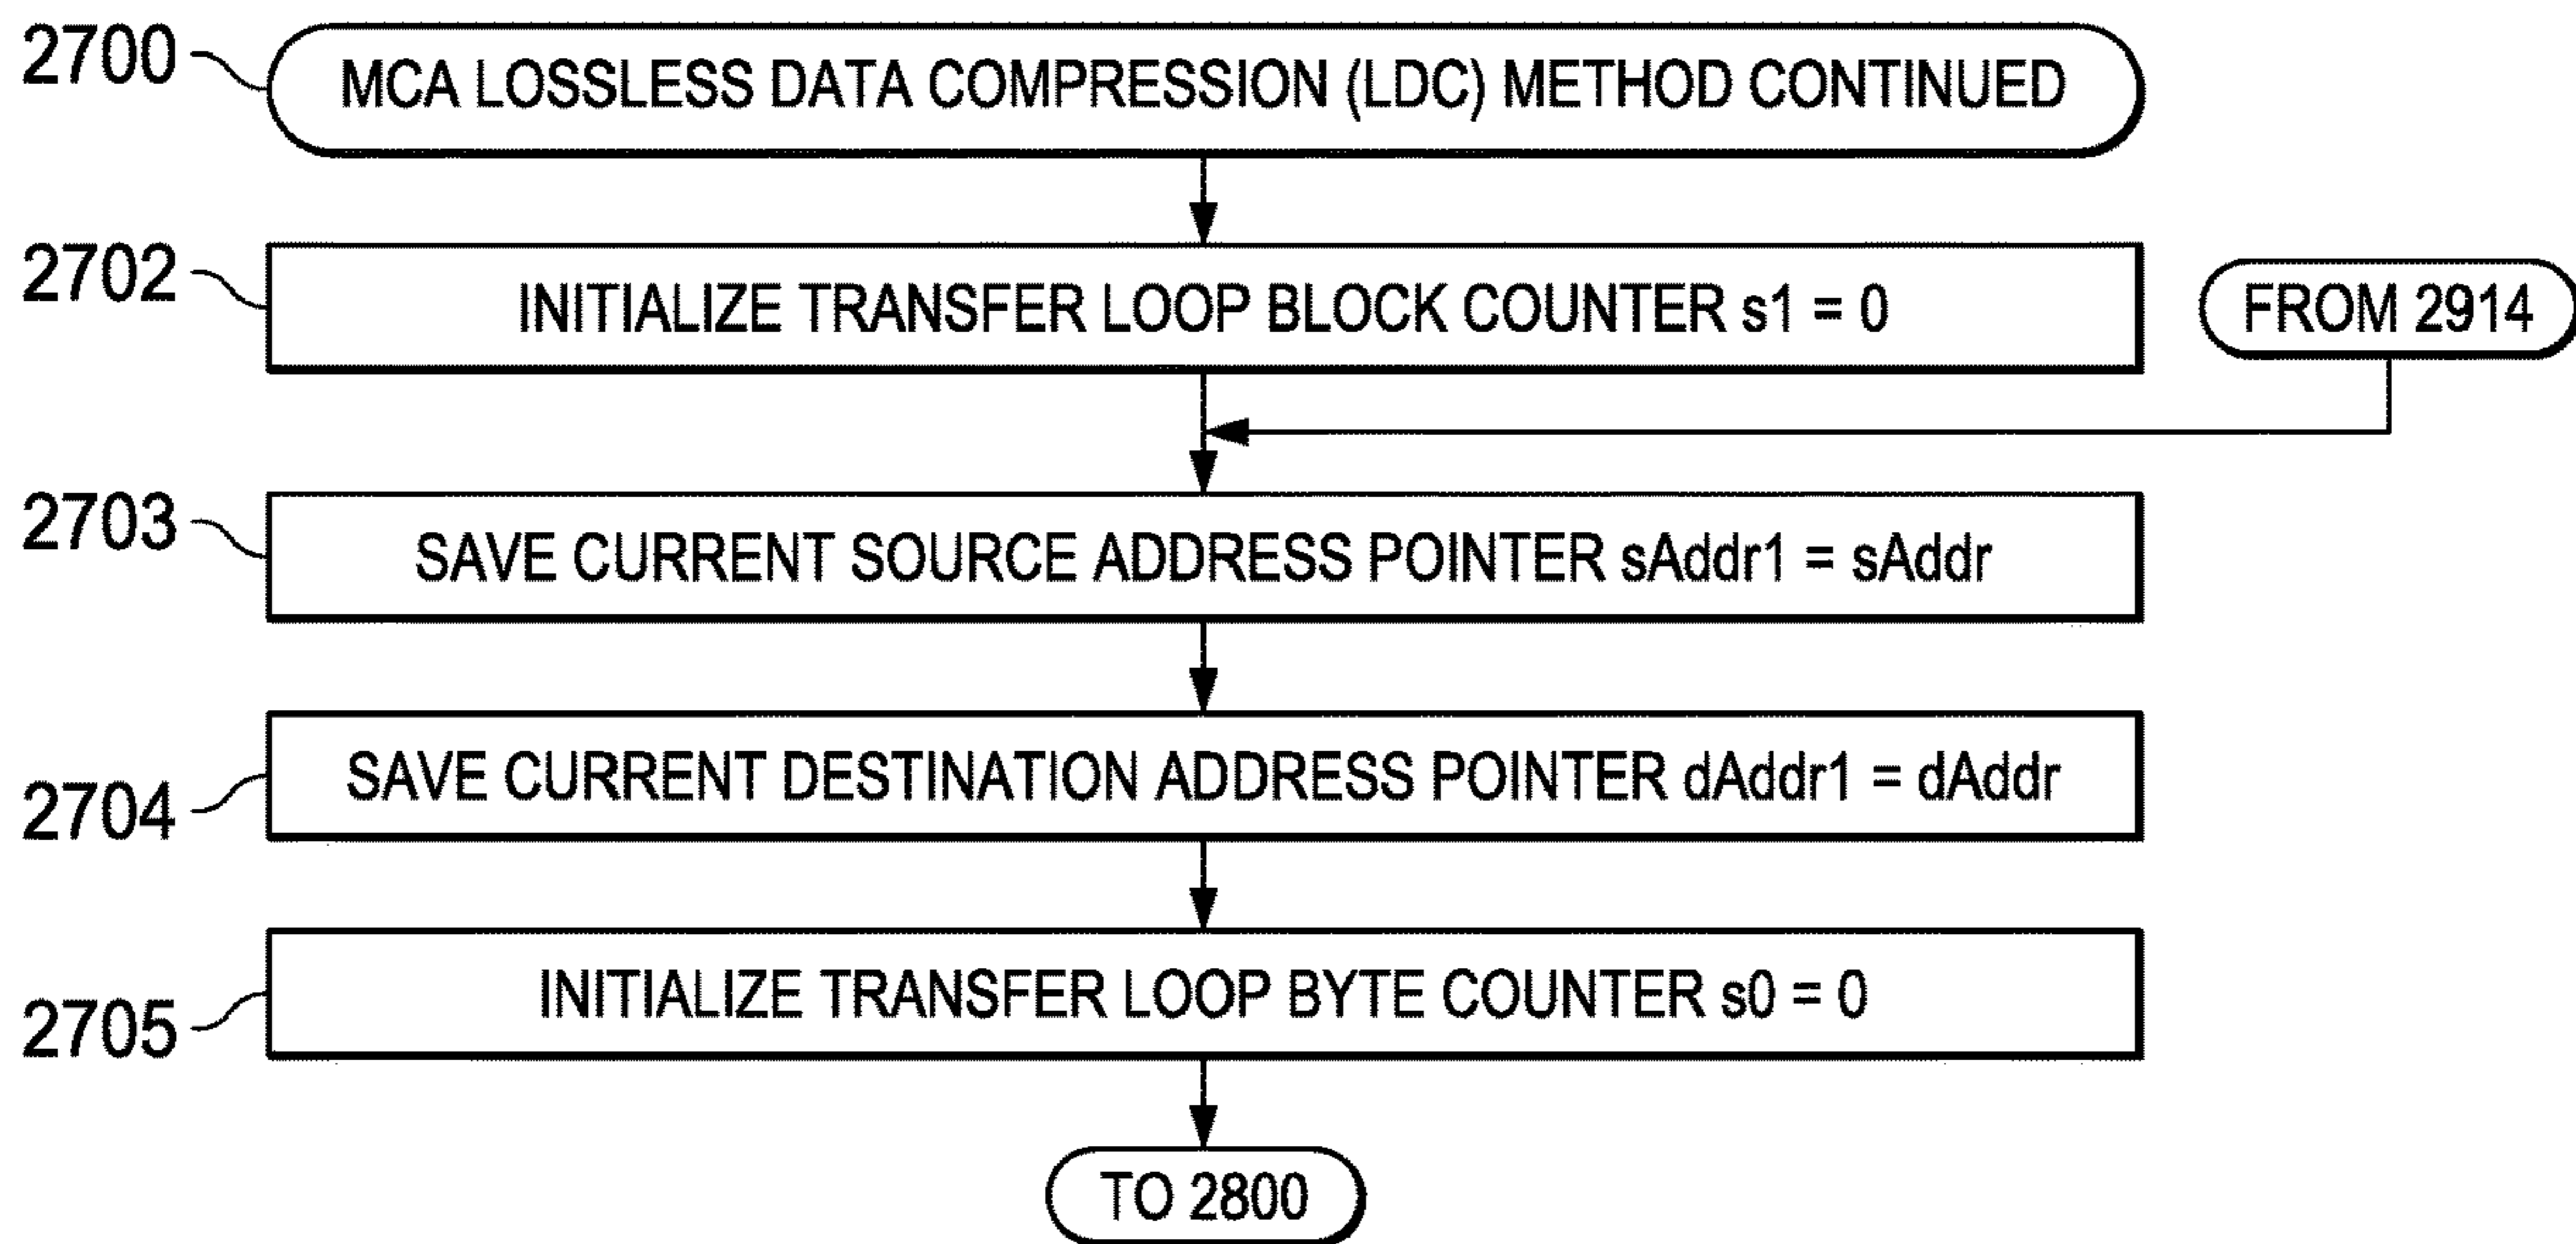 2700
MCA LOSSLESS DATA COMPRESSION (LDC) METHOD CONTINUED
2702
INITIALIZE TRANSFER LOOP BLOCK COUNTER s1 = 0
FROM 2914
2703
SAVE CURRENT SOURCE ADDRESS POINTER sAddr1 = sAddr
2704
SAVE CURRENT DESTINATION ADDRESS POINTER dAddr1 = dAddr
2705
INITIALIZE TRANSFER LOOP BYTE COUNTER s0 = 0
TO 2800